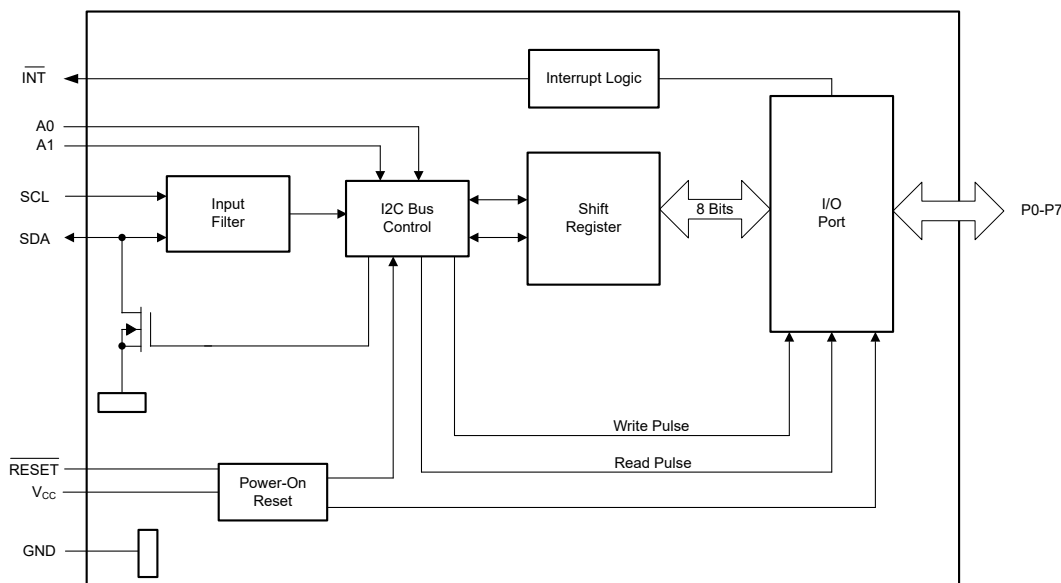 INT
Interrupt Logic
A0
A1
SCL
SDA
Input
Filter
I2C Bus
Control
Shift
Register
8 Bits
I/O
Port
P0-P7
Write Pulse
Read Pulse
RESET
VCC
Power-On
Reset
GND